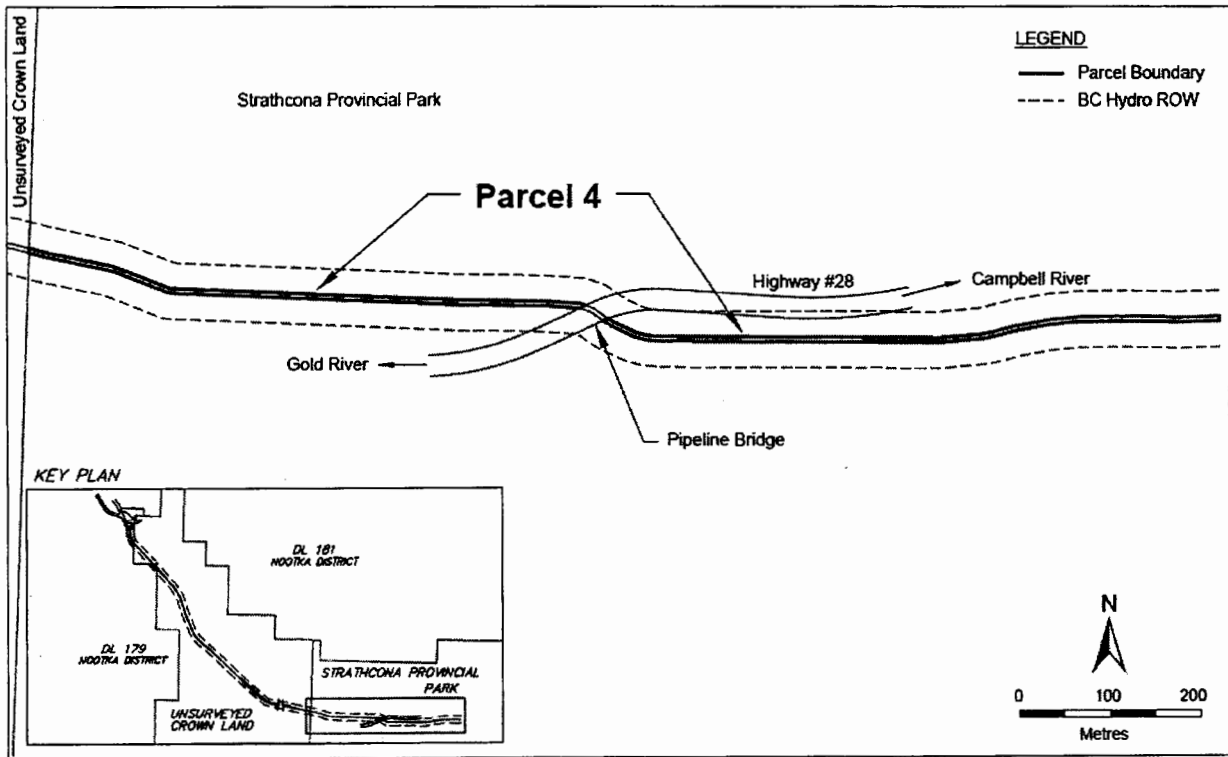 Unsurveyed Crown Land
LEGEND
Parcel Boundary
BC Hydro ROW
Strathcona Provincial Park
Parcel 4
Highway #28
Campbell River
Gold River
Pipeline Bridge
KEY PLAN
DL 181
NOOTKA DISTRICT
DL 179
NOOTKA DISTRICT
STRATHCONA PROVINCIAL
PARK
UNSURVEYED
CROWN LAND
N
0 100 200
Metres